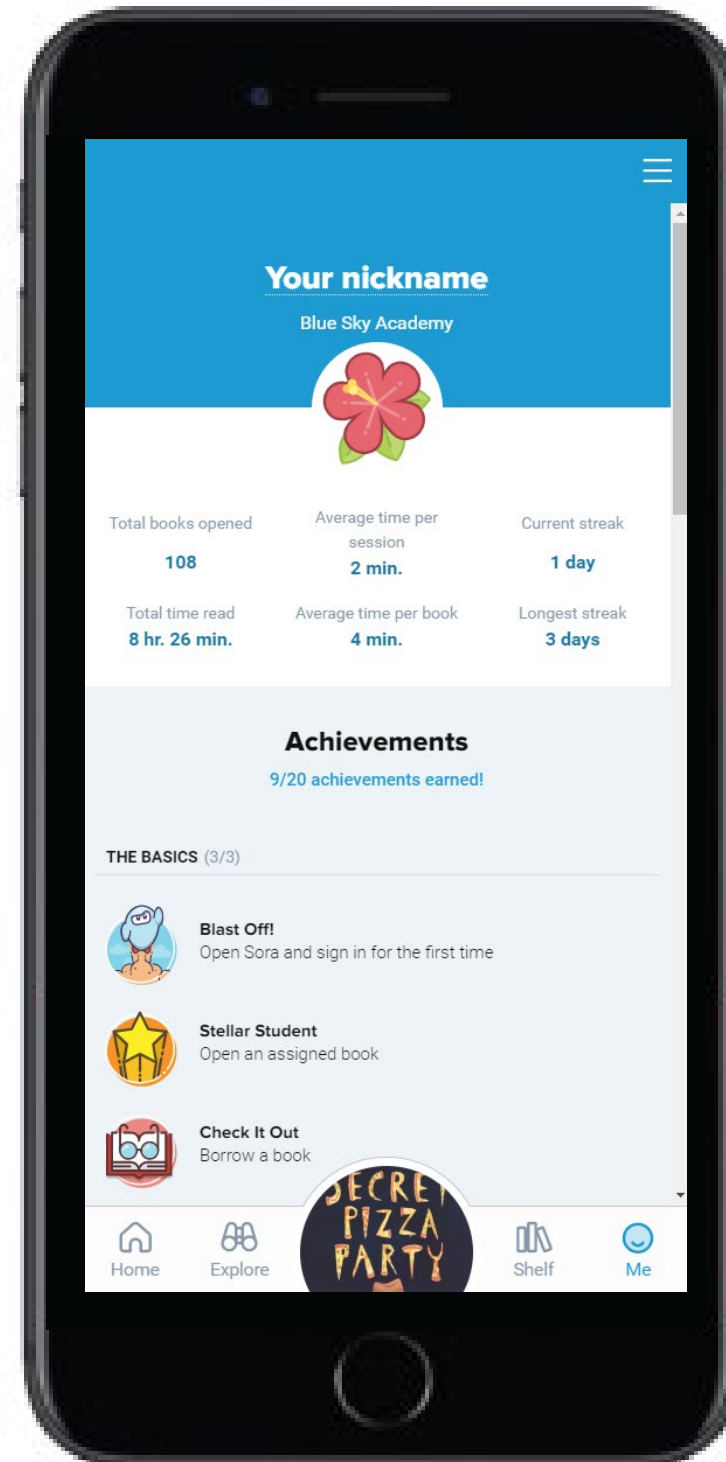 Your nickname
Blue Sky Academy
Total books opened
108
Average time per
session
2 min.
Current streak
1 day
Total time read
8 hr. 26 min.
Average time per book
4 min.
Longest streak
3 days
Achievements
9/20 achievements earned!
THE BASICS (3/3)
Blast Off!
Open Sora and sign in for the first time
Stellar Student
Open an assigned book
Check It Out
Borrow a book
SECRET
PIZZA
PARTY
Home
Explore
Shelf
Me